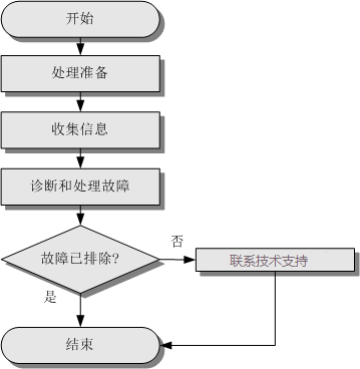 开始
处理准备
收集信息
诊断和处理故障
故障已排除?
否
联系技术支持
是
结束